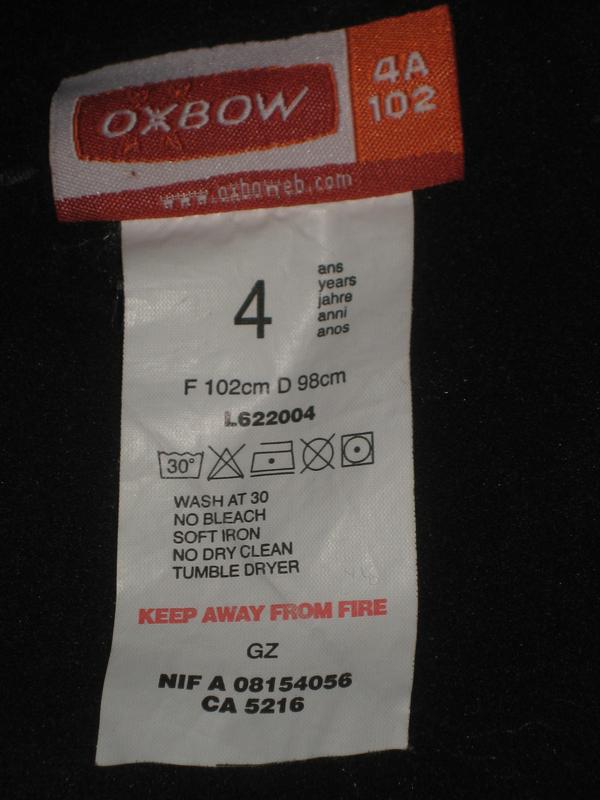 OXBOW
4A
102
www.oxboweb.com
4
ans
years
jahre
anni
anos
F 102cm D 98cm
L622004
30°
WASH AT 30
NO BLEACH
SOFT IRON
NO DRY CLEAN
TUMBLE DRYER
KEEP AWAY FROM FIRE
GZ
NIF A 08154056
CA 5216